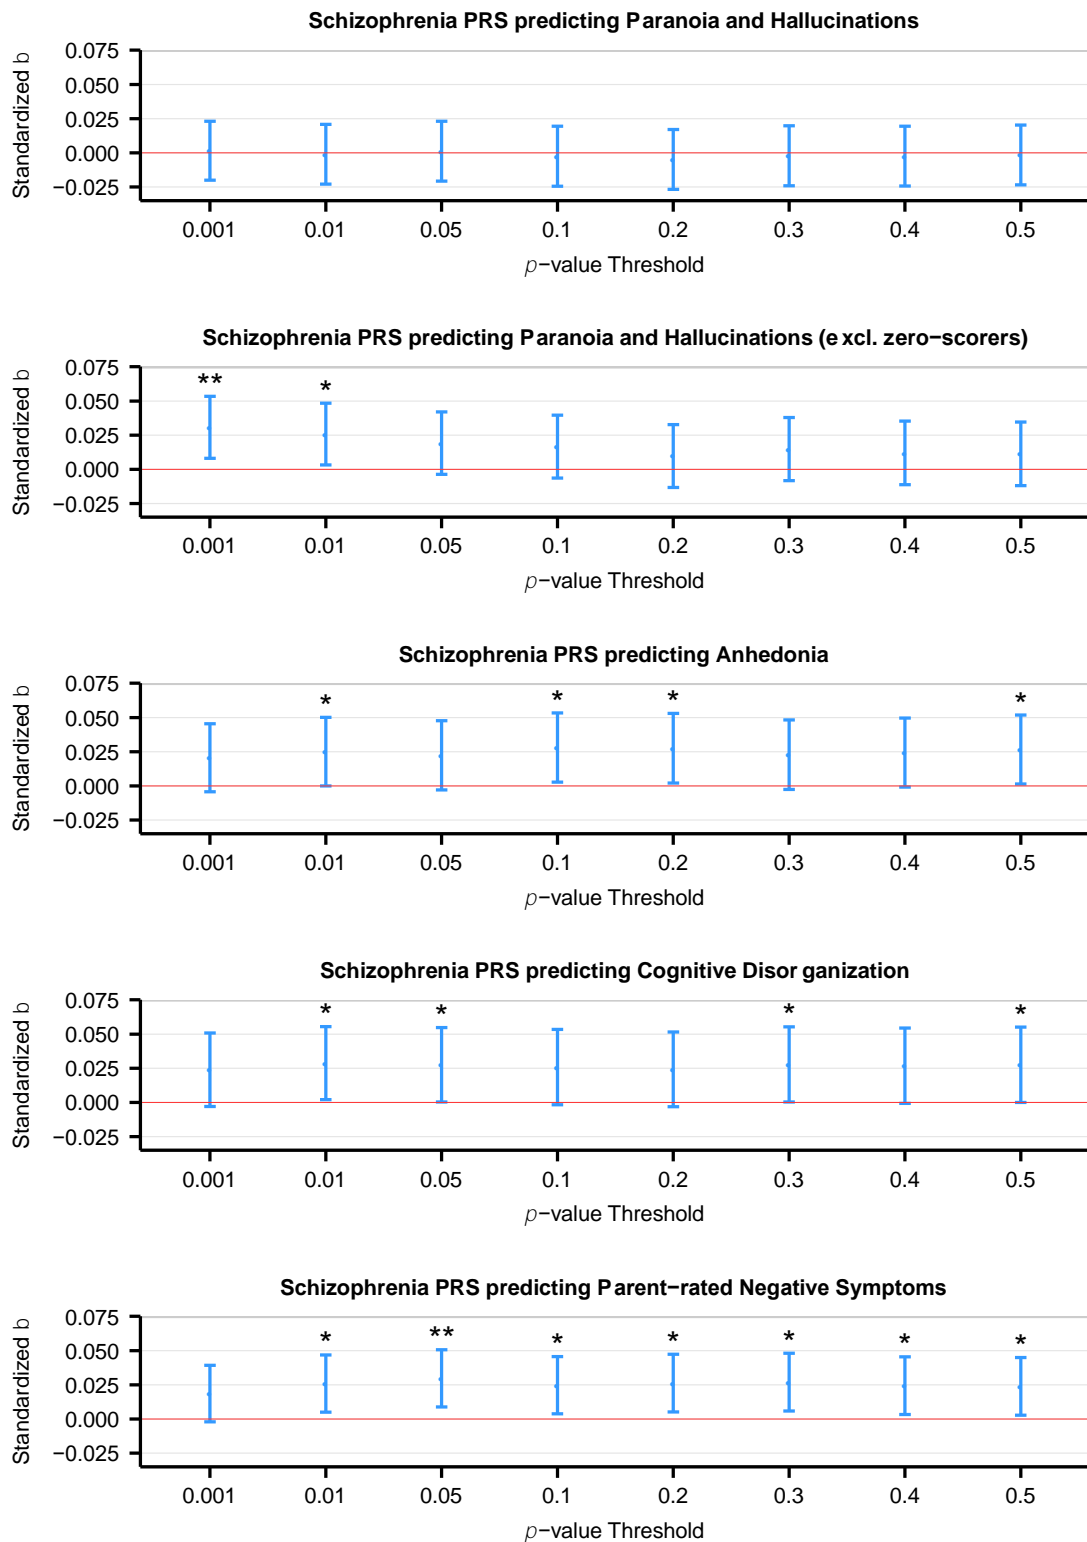 Schizophrenia PRS predicting Paranoia and Hallucinations
Standardized b
0.075
0.050
0.025
0.000
−0.025
0.001 0.01 0.05 0.1 0.2 0.3 0.4 0.5
p−value Threshold
Schizophrenia PRS predicting Paranoia and Hallucinations (e xcl. zero−scorers)
Standardized b
0.075
0.050
0.025
0.000
−0.025
** *
0.001 0.01 0.05 0.1 0.2 0.3 0.4 0.5
p−value Threshold
Schizophrenia PRS predicting Anhedonia
Standardized b
0.075
0.050
0.025
0.000
−0.025
* * * *
0.001 0.01 0.05 0.1 0.2 0.3 0.4 0.5
p−value Threshold
Schizophrenia PRS predicting Cognitive Disor ganization
Standardized b
0.075
0.050
0.025
0.000
−0.025
* * * *
0.001 0.01 0.05 0.1 0.2 0.3 0.4 0.5
p−value Threshold
Schizophrenia PRS predicting Parent−rated Negative Symptoms
Standardized b
0.075
0.050
0.025
0.000
−0.025
* ** * * * * *
0.001 0.01 0.05 0.1 0.2 0.3 0.4 0.5
p−value Threshold